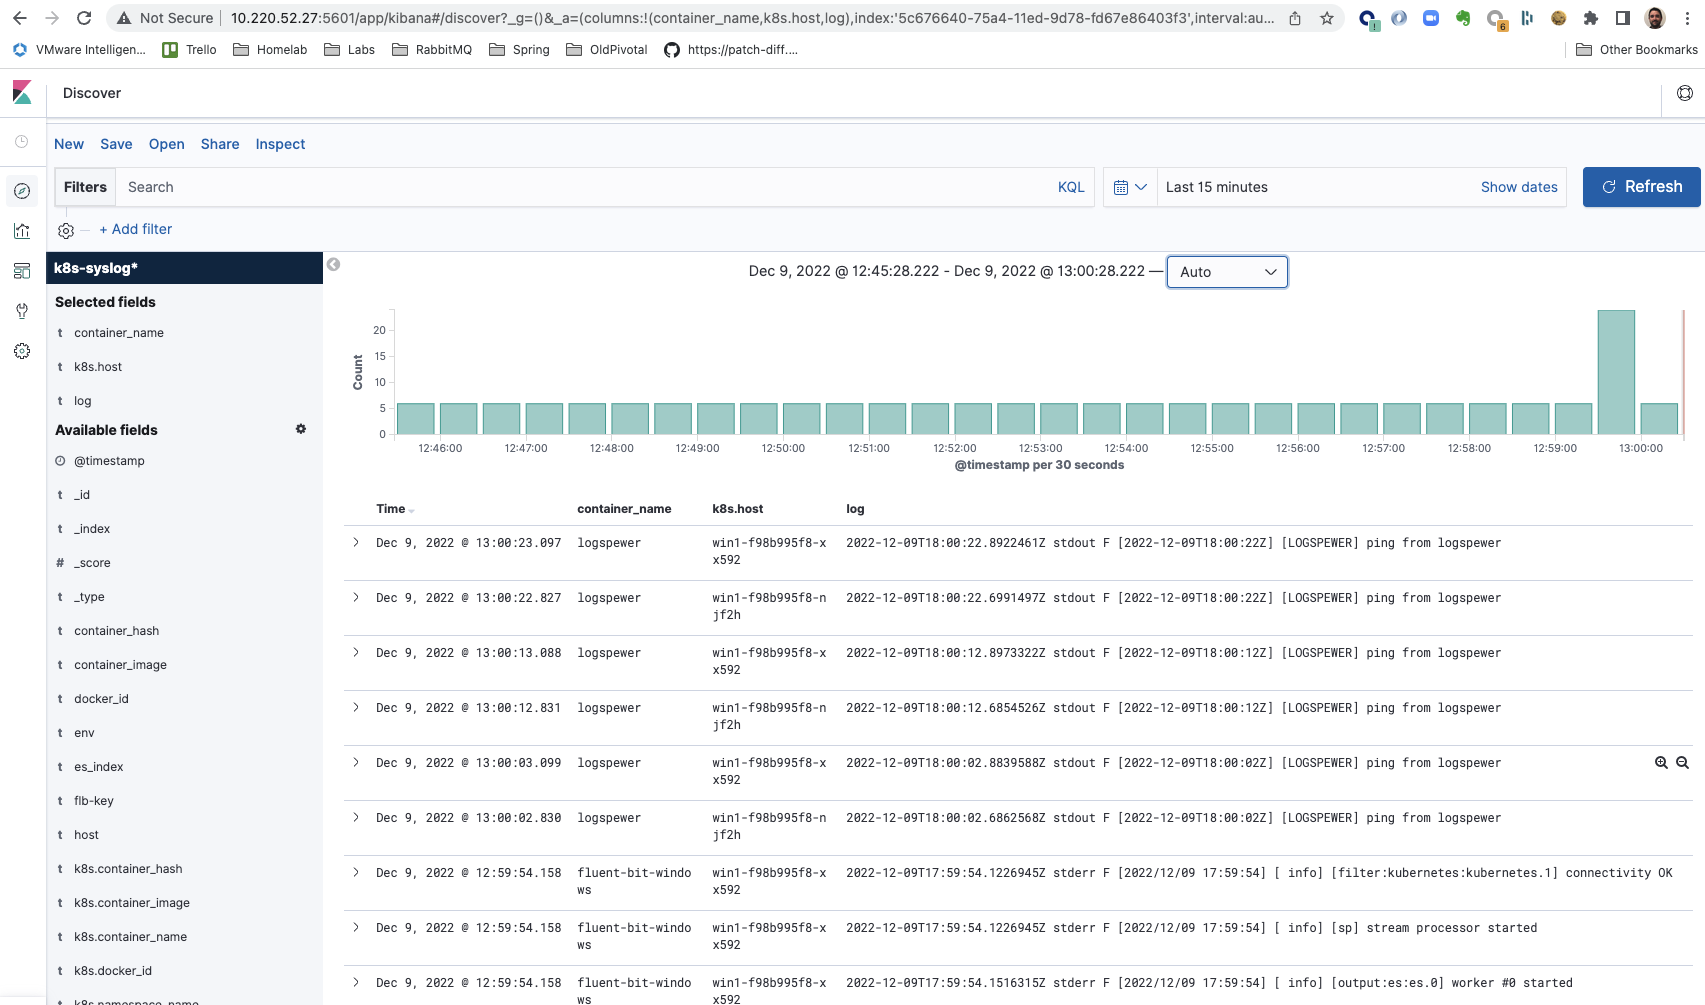 Not Secure
10.220.52.27:5601/app/kibana#/discover?_g=()&_a=(columns:!(container_name,k8s.host,log),index:'5c676640-75a4-11ed-9d78-fd67e86403f3',interval:au...
6
VMware Intelligen...
Trello
Homelab
Labs
RabbitMQ
Spring
OldPivotal
https://patch-diff....
Other Bookmarks
Discover
New Save Open Share Inspect
Filters
Search
KQL
Last 15 minutes
Show dates
Refresh
+ Add filter
k8s-syslog*
Selected fields
t container_name
t k8s.host
t log
Available fields
@timestamp
t _id
t _index
# _score
t _type
t container_hash
t container_image
t docker_id
t env
t es_index
t flb-key
t host
t k8s.container_hash
t k8s.container_image
t k8s.container_name
t k8s.docker_id
t k8s.namespace_name
Dec 9, 2022 @ 12:45:28.222 - Dec 9, 2022 @ 13:00:28.222 —
Auto
Count
20
15
10
5
0
12:46:00 12:47:00 12:48:00 12:49:00 12:50:00 12:51:00 12:52:00 12:53:00 12:54:00 12:55:00 12:56:00 12:57:00 12:58:00 12:59:00 13:00:00
@timestamp per 30 seconds
Time container_name k8s.host log
Dec 9, 2022 @ 13:00:23.097 logspewer win1-f98b995f8-x 2022-12-09T18:00:22.8922461Z stdout F [2022-12-09T18:00:22Z] [LOGSPEWER] ping from logspewer
x592
Dec 9, 2022 @ 13:00:22.827 logspewer win1-f98b995f8-n 2022-12-09T18:00:22.6991497Z stdout F [2022-12-09T18:00:22Z] [LOGSPEWER] ping from logspewer
jf2h
Dec 9, 2022 @ 13:00:13.088 logspewer win1-f98b995f8-x 2022-12-09T18:00:12.8973322Z stdout F [2022-12-09T18:00:12Z] [LOGSPEWER] ping from logspewer
x592
Dec 9, 2022 @ 13:00:12.831 logspewer win1-f98b995f8-n 2022-12-09T18:00:12.6854526Z stdout F [2022-12-09T18:00:12Z] [LOGSPEWER] ping from logspewer
jf2h
Dec 9, 2022 @ 13:00:03.099 logspewer win1-f98b995f8-x 2022-12-09T18:00:02.8839588Z stdout F [2022-12-09T18:00:02Z] [LOGSPEWER] ping from logspewer
x592
Dec 9, 2022 @ 13:00:02.830 logspewer win1-f98b995f8-n 2022-12-09T18:00:02.6862568Z stdout F [2022-12-09T18:00:02Z] [LOGSPEWER] ping from logspewer
jf2h
Dec 9, 2022 @ 12:59:54.158 fluent-bit-windo win1-f98b995f8-x 2022-12-09T17:59:54.1226945Z stderr F [2022/12/09 17:59:54] [ info] [filter:kubernetes:kubernetes.1] connectivity OK
ws x592
Dec 9, 2022 @ 12:59:54.158 fluent-bit-windo win1-f98b995f8-x 2022-12-09T17:59:54.1226945Z stderr F [2022/12/09 17:59:54] [ info] [sp] stream processor started
ws x592
Dec 9, 2022 @ 12:59:54.158 fluent-bit-windo win1-f98b995f8-x 2022-12-09T17:59:54.1516315Z stderr F [2022/12/09 17:59:54] [ info] [output:es:es.0] worker #0 started
ws x592